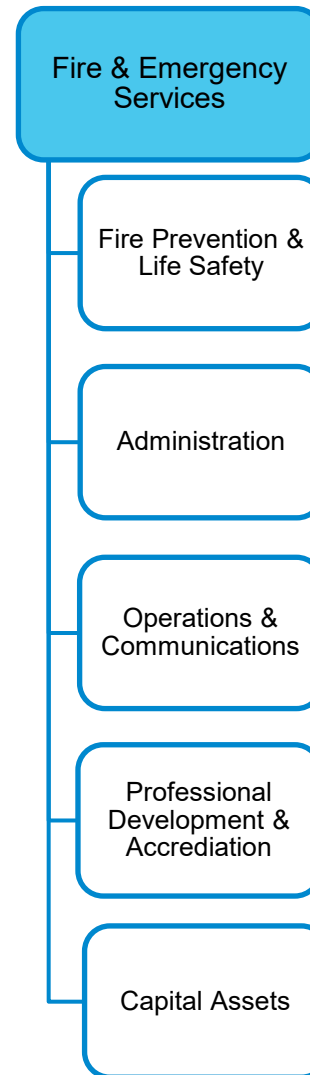 Fire & Emergency
Services
Fire Prevention &
Life Safety
Administration
Operations &
Communications
Professional
Development &
Accrediation
Capital Assets